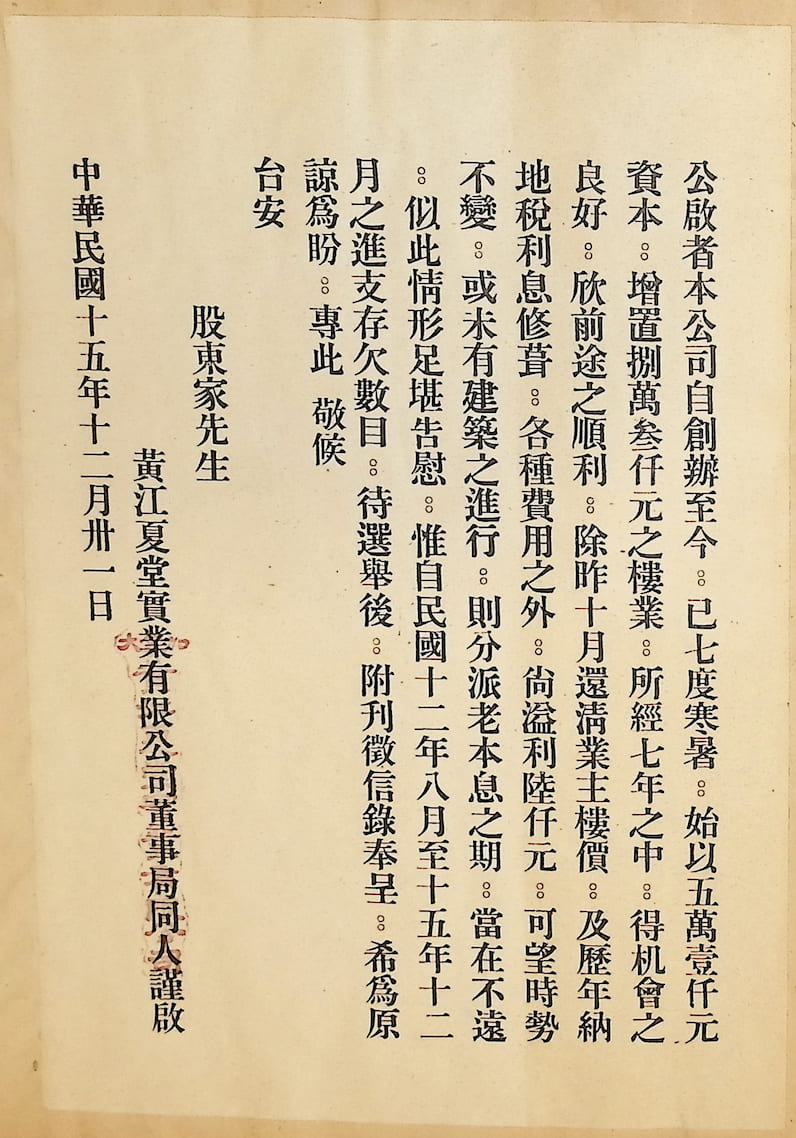 公啟者本公司自創辦至今。。已七度寒暑。。始以五萬壹仟元
資本。。增置捌萬叁仟元之樓業。。所經七年之中。。得机會之
良好。。欣前途之順利。。除昨十月還淸業主樓價。。及歷年納
地稅利息修葺。。各種費用之外。。尙溢利陸仟元。。可望時勢
不變。。或未有建築之進行。。則分派老本息之期。。當在不遠
。。似此情形足堪告慰。。惟自民國十二年八月至十五年十二
月之進支存欠數目。。待選舉後。。附刊徵信錄奉呈。。希爲原
諒爲盼。。專此 敬候
台安
股東家先生
黃江夏堂實業有限公司董事局同人謹啟
中華民國十五年十二月卅一日